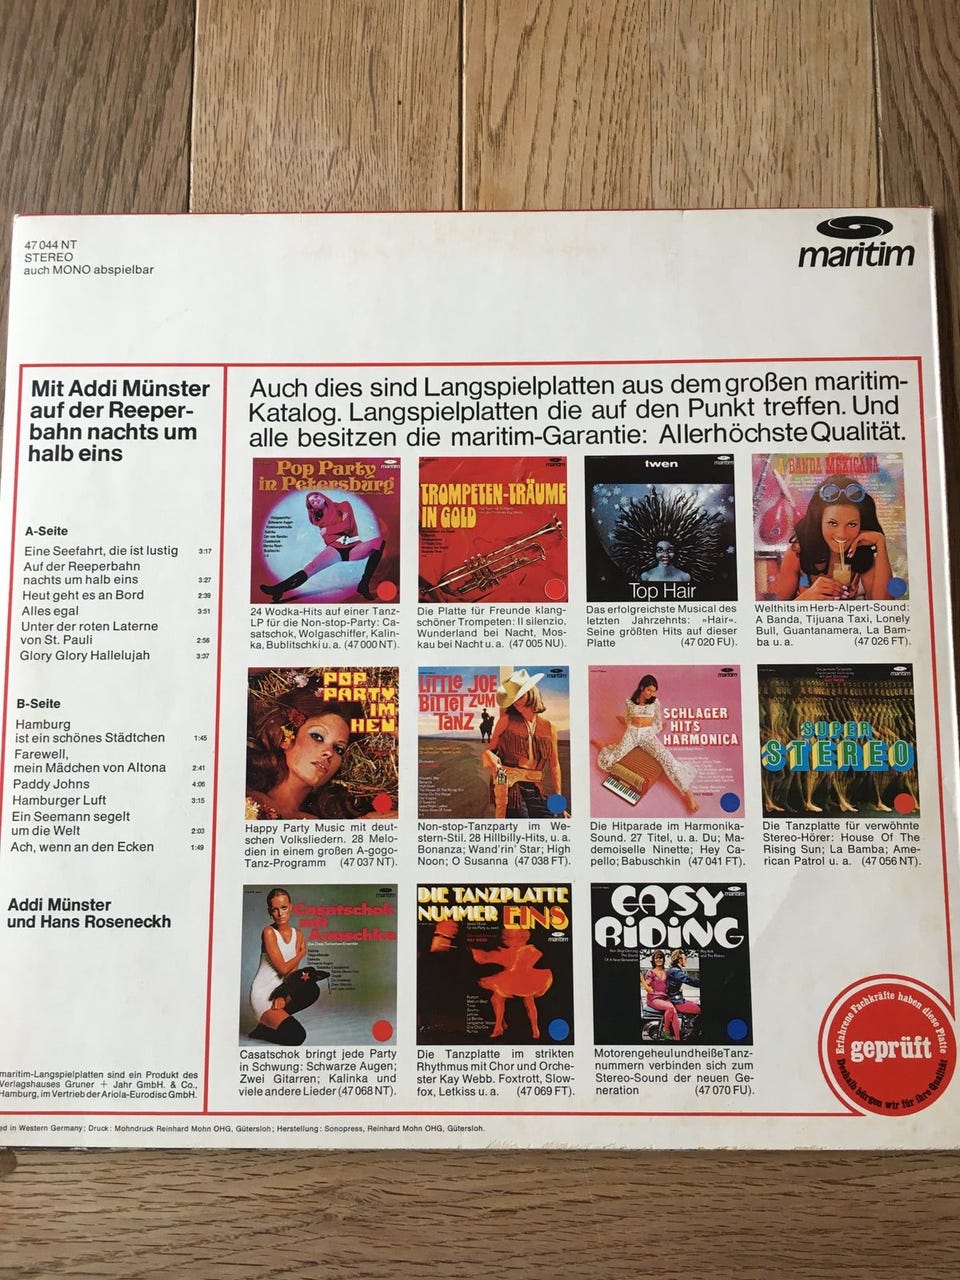 47 044 NT
STEREO
auch MONO abspielbar
maritim
Mit Addi Münster
auf der Reeper-
bahn nachts um
halb eins
A-Seite
Eine Seefahrt, die ist lustig 3:17
Auf der Reeperbahn
nachts um halb eins 3:27
Heut geht es an Bord 2:39
Alles egal 3:51
Unter der roten Laterne
von St. Pauli 2:56
Glory Glory Hallelujah 3:37
B-Seite
Hamburg
ist ein schönes Städtchen 1:45
Farewell,
mein Mädchen von Altona 2:41
Paddy Johns 4:06
Hamburger Luft 3:15
Ein Seemann segelt
um die Welt 2:03
Ach, wenn an den Ecken 1:49
Addi Münster
und Hans Roseneckh
maritim-Langspielplatten sind ein Produkt des
Verlagshauses Gruner + Jahr GmbH. & Co.,
Hamburg, im Vertrieb der Ariola-Eurodisc GmbH.
Auch dies sind Langspielplatten aus dem großen maritim-
Katalog. Langspielplatten die auf den Punkt treffen. Und
alle besitzen die maritim-Garantie: Allerhöchste Qualität.
Pop Party
in Petersburg
maritim
24 Wodka-Hits auf einer Tanz-
LP für die Non-stop-Party: Ca-
satschok, Wolgaschiffer, Kalin-
ka, Bublitschki u. a. (47 000 NT).
TROMPETEN-TRÄUME
IN GOLD
maritim
Die Platte für Freunde klang-
schöner Trompeten: Il silenzio,
Wunderland bei Nacht, Mos-
kau bei Nacht u. a. (47 005 NU).
twen
maritim
Top Hair
Das erfolgreichste Musical des
letzten Jahrzehnts: »Hair«.
Seine größten Hits auf dieser
Platte (47 020 FU).
A BANDA MEXICANA
maritim
Welthits im Herb-Alpert-Sound:
A Banda, Tijuana Taxi, Lonely
Bull, Guantanamera, La Bam-
ba u. a. (47 026 FT).
POP
PARTY
IM
HEU
maritim
Happy Party Music mit deut-
schen Volksliedern. 28 Melo-
dien in einem großen A-gogo-
Tanz-Programm (47 037 NT).
LITTLE JOE
BITTET ZUM
TANZ
maritim
Non-stop-Tanzparty im We-
stern-Stil. 28 Hillbilly-Hits, u. a.
Bonanza; Wand'rin' Star; High
Noon; O Susanna (47 038 FT).
SCHLAGER
HITS
HARMONICA
maritim
Die Hitparade im Harmonika-
Sound. 27 Titel, u. a. Du; Ma-
demoiselle Ninette; Hey Ca-
pello; Babuschkin (47 041 FT).
SUPER
STEREO
maritim
Die Tanzplatte für verwöhnte
Stereo-Hörer: House Of The
Rising Sun; La Bamba; Ame-
rican Patrol u. a. (47 056 NT).
Casatschok
mit
Anuschka
maritim
Casatschok bringt jede Party
in Schwung: Schwarze Augen;
Zwei Gitarren; Kalinka und
viele andere Lieder (47 068 NT).
DIE TANZPLATTE
NUMMER EINS
maritim
Die Tanzplatte im strikten
Rhythmus mit Chor und Orche-
ster Kay Webb. Foxtrott, Slow-
fox, Letkiss u. a. (47 069 FT).
EASY
RIDING
maritim
Motorengeheul und heiße Tanz-
nummern verbinden sich zum
Stereo-Sound der neuen Ge-
neration (47 070 FU).
Erfahrene Fachkräfte haben diese Platte
geprüft
Deshalb bürgen wir für ihre Qualität
ed in Western Germany; Druck: Mohndruck Reinhard Mohn OHG, Gütersloh; Herstellung: Sonopress, Reinhard Mohn OHG, Gütersloh.